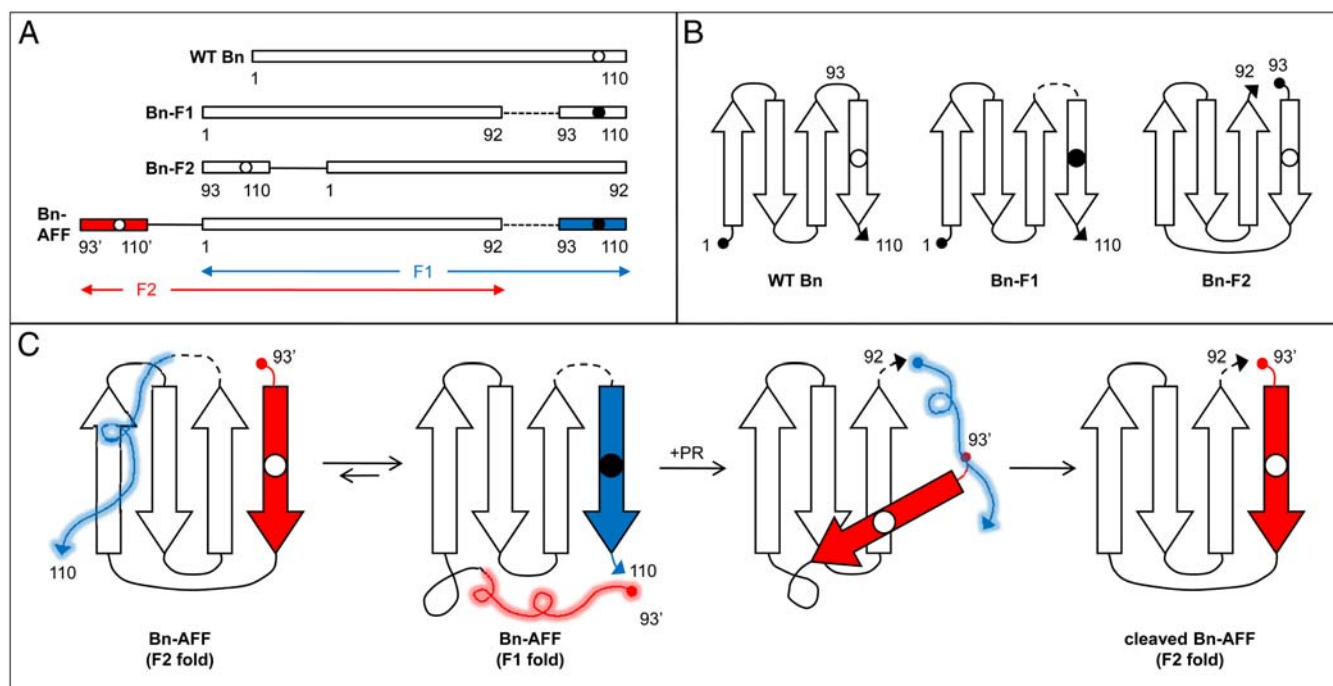 A
WT Bn
1 110
Bn-F1
1 92 93 110
Bn-F2
93 110 1 92
Bn-
AFF
93' 110' 1 92 93 110
F1
F2
B
93 92 93
1 110 1 110
WT Bn Bn-F1 Bn-F2
C
93' 92 92 93'
+PR 93'
110 110
93'
Bn-AFF Bn-AFF cleaved Bn-AFF
(F2 fold) (F1 fold) (F2 fold)